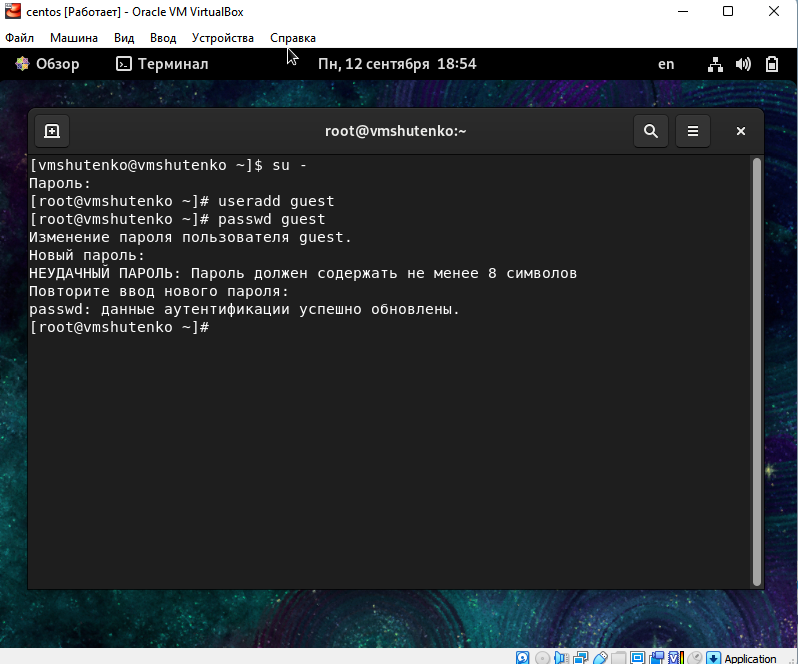 centos [Работает] - Oracle VM VirtualBox
Файл Машина Вид Ввод Устройства Справка
Обзор Терминал Пн, 12 сентября 18:54 en
root@vmshutenko:~
[vmshutenko@vmshutenko ~]$ su -
Пароль:
[root@vmshutenko ~]# useradd guest
[root@vmshutenko ~]# passwd guest
Изменение пароля пользователя guest.
Новый пароль:
НЕУДАЧНЫЙ ПАРОЛЬ: Пароль должен содержать не менее 8 символов
Повторите ввод нового пароля:
passwd: данные аутентификации успешно обновлены.
[root@vmshutenko ~]#
Application